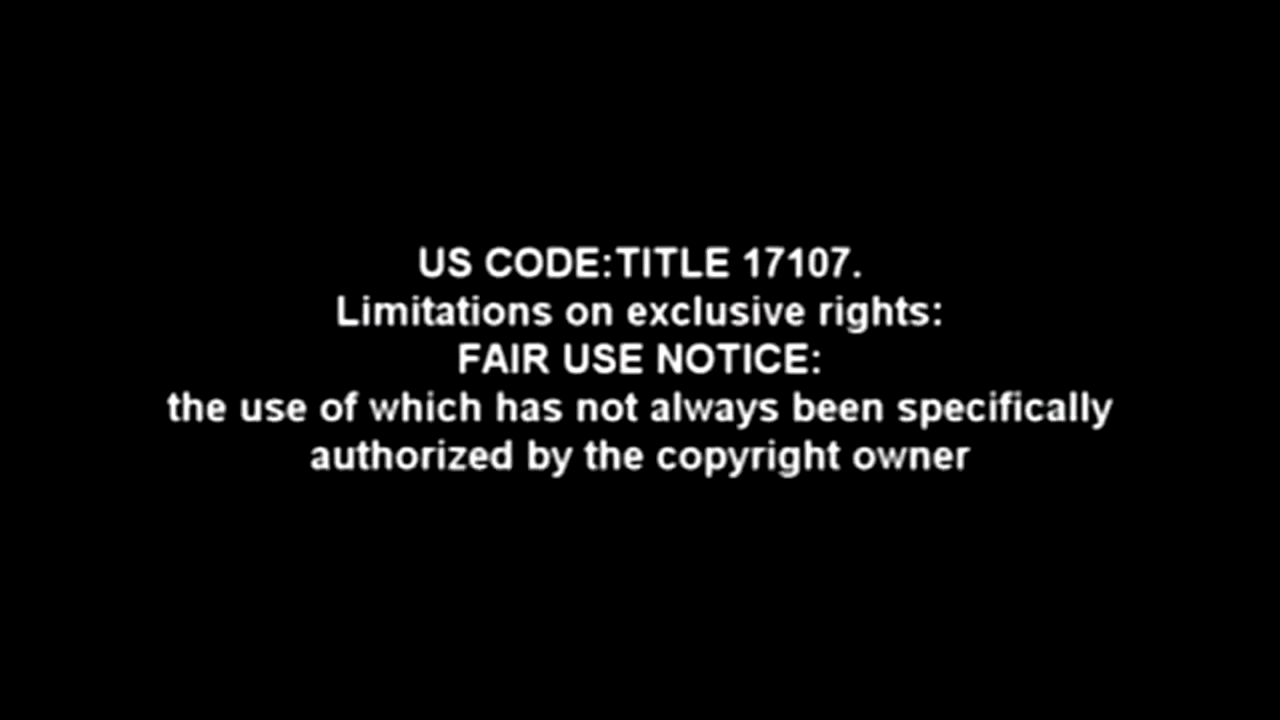 US CODE:TITLE 17107.
Limitations on exclusive rights:
FAIR USE NOTICE:
the use of which has not always been specifically
authorized by the copyright owner